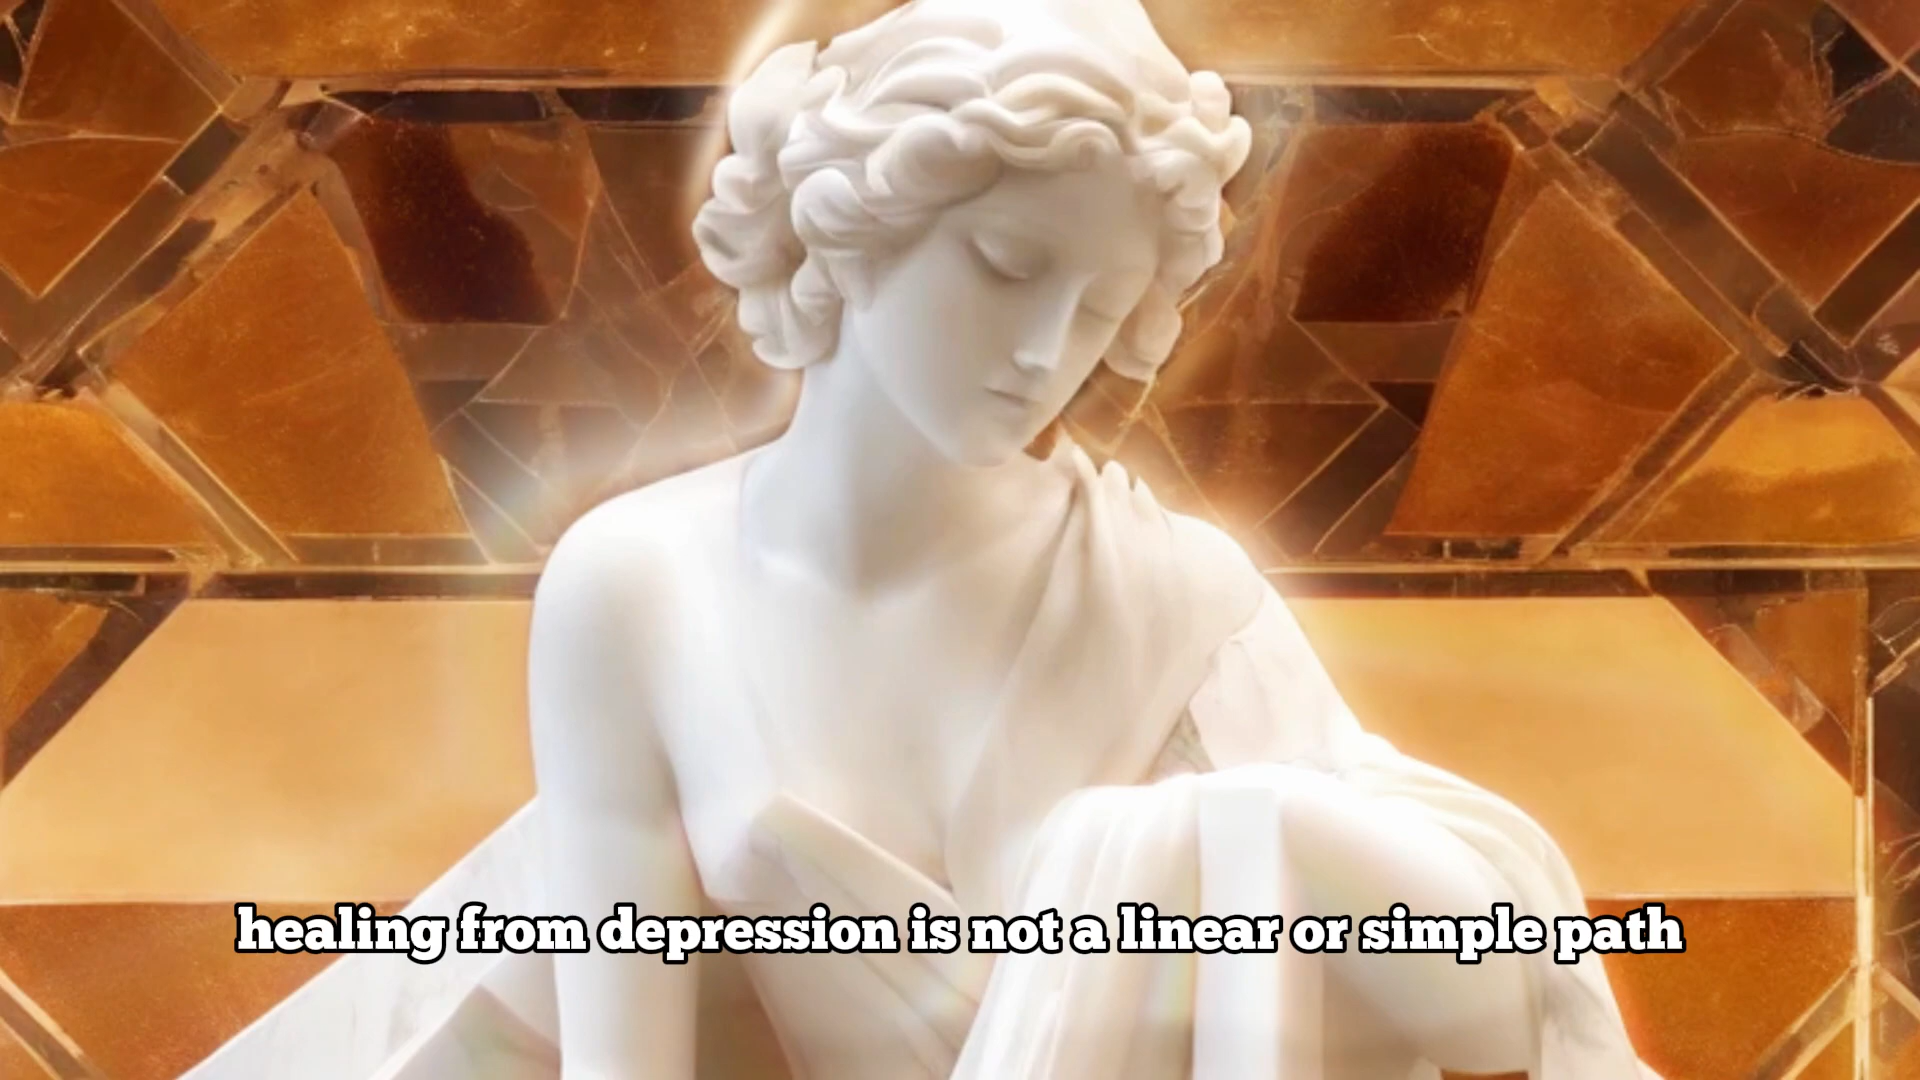 healing from depression is not a linear or simple path